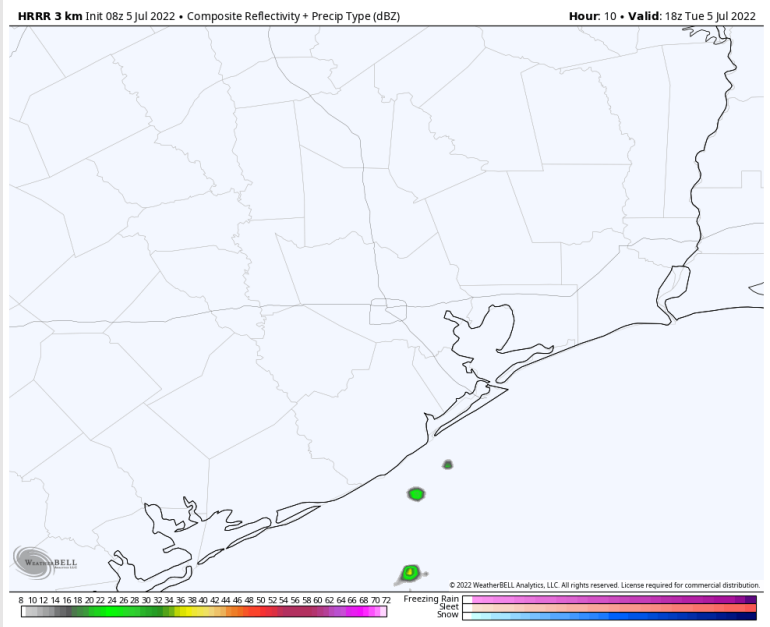 HRRR 3 km Init 08z 5 Jul 2022 • Composite Reflectivity + Precip Type (dBZ)
Hour: 10 • Valid: 18z Tue 5 Jul 2022
WEATHERBELL
© 2022 WeatherBELL Analytics, LLC. All rights reserved. License required for commercial distribution.
8 10 12 14 16 18 20 22 24 26 28 30 32 34 36 38 40 42 44 46 48 50 52 54 56 58 60 62 64 66 68 70 72
Freezing Rain
Sleet
Snow